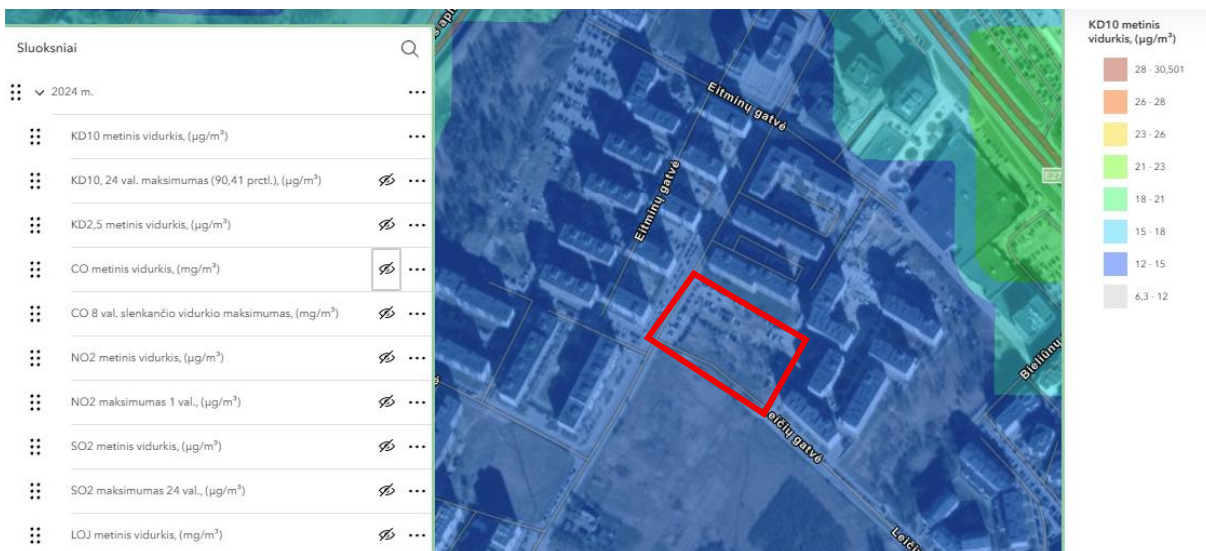 Sluoksniai
2024 m.
KD10 metinis vidurkis, (µg/m³)
KD10, 24 val. maksimumas (90,41 prctl.), (µg/m³)
KD2,5 metinis vidurkis, (µg/m³)
CO metinis vidurkis, (mg/m³)
CO 8 val. slenkančio vidurkio maksimumas, (mg/m³)
NO2 metinis vidurkis, (µg/m³)
NO2 maksimumas 1 val., (µg/m³)
SO2 metinis vidurkis, (µg/m³)
SO2 maksimumas 24 val., (µg/m³)
LOJ metinis vidurkis, (mg/m³)
Eitminų gatvė
Eitminų gatvė
E27
Bieliūnų
eičių gatvė
Leičių
KD10 metinis
vidurkis, (µg/m³)
28 - 30,501
26 - 28
23 - 26
21 - 23
18 - 21
15 - 18
12 - 15
6,3 - 12